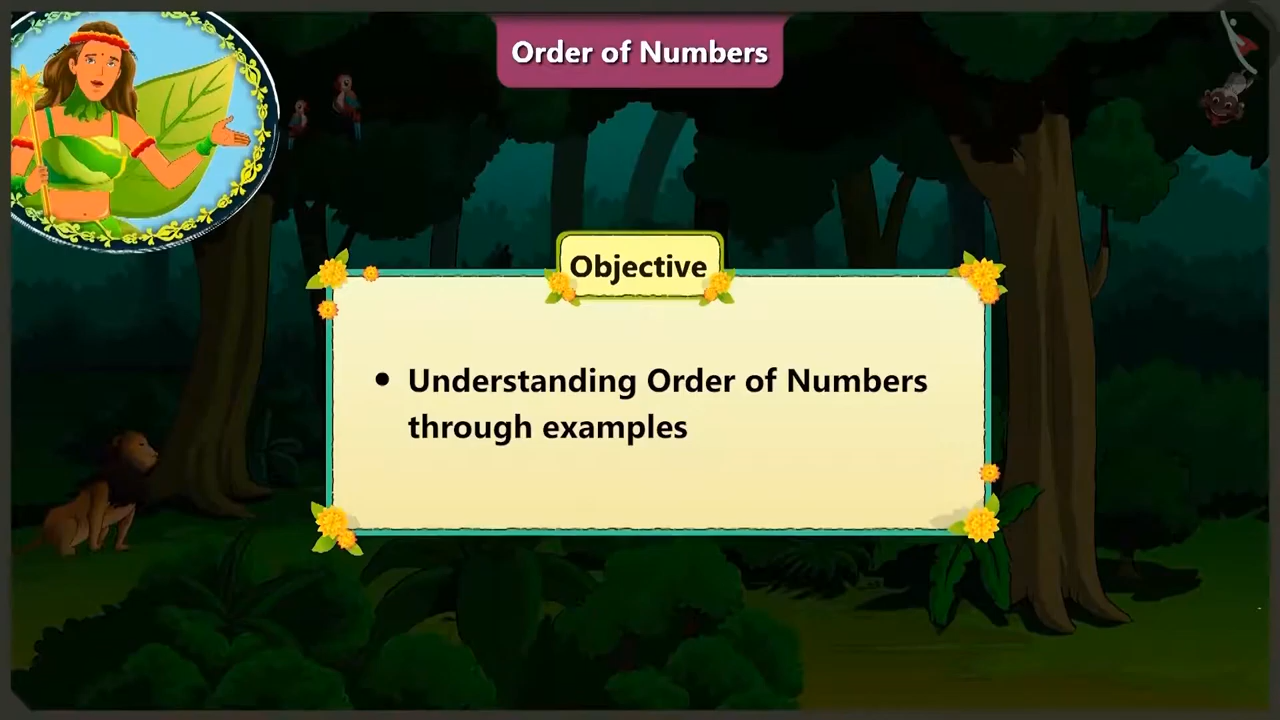 Order of Numbers
Objective
• Understanding Order of Numbers
through examples